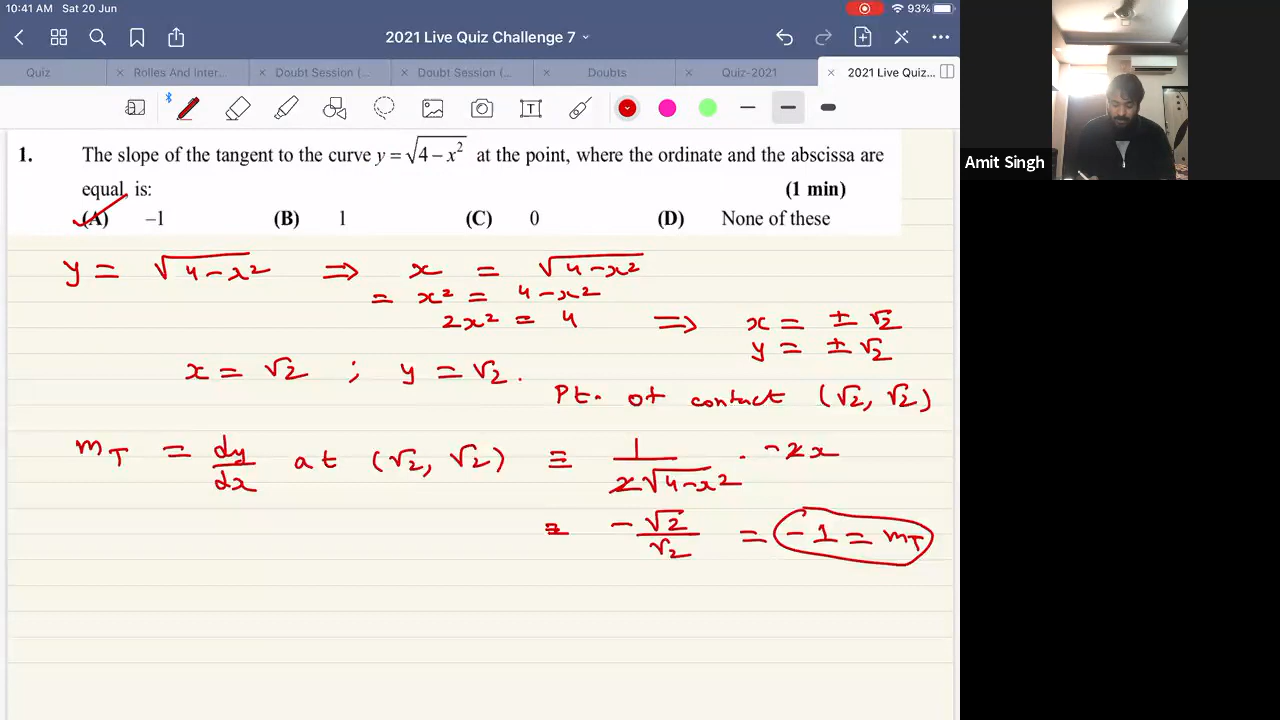 10:41 AM Sat 20 Jun
93%
2021 Live Quiz Challenge 7
Quiz
Rolles And Inter...
Doubt Session (...
Doubt Session (...
Doubts
Quiz-2021
2021 Live Quiz...
Amit Singh
1. The slope of the tangent to the curve y = √(4 − x²) at the point, where the ordinate and the abscissa are
equal is: (1 min)
(A) –1 (B) 1 (C) 0 (D) None of these
y = √(4−x²) ⟹ x = √(4−x²)
= x² = 4−x²
2x² = 4 ⟹ x = ± √2
y = ± √2
x = √2 ; y = √2.
Pt. of contact (√2, √2)
m_T = dy/dx at (√2, √2) ≡ 1/(2√(4−x²)) . −2x
= −√2/√2 = −1 = m_T